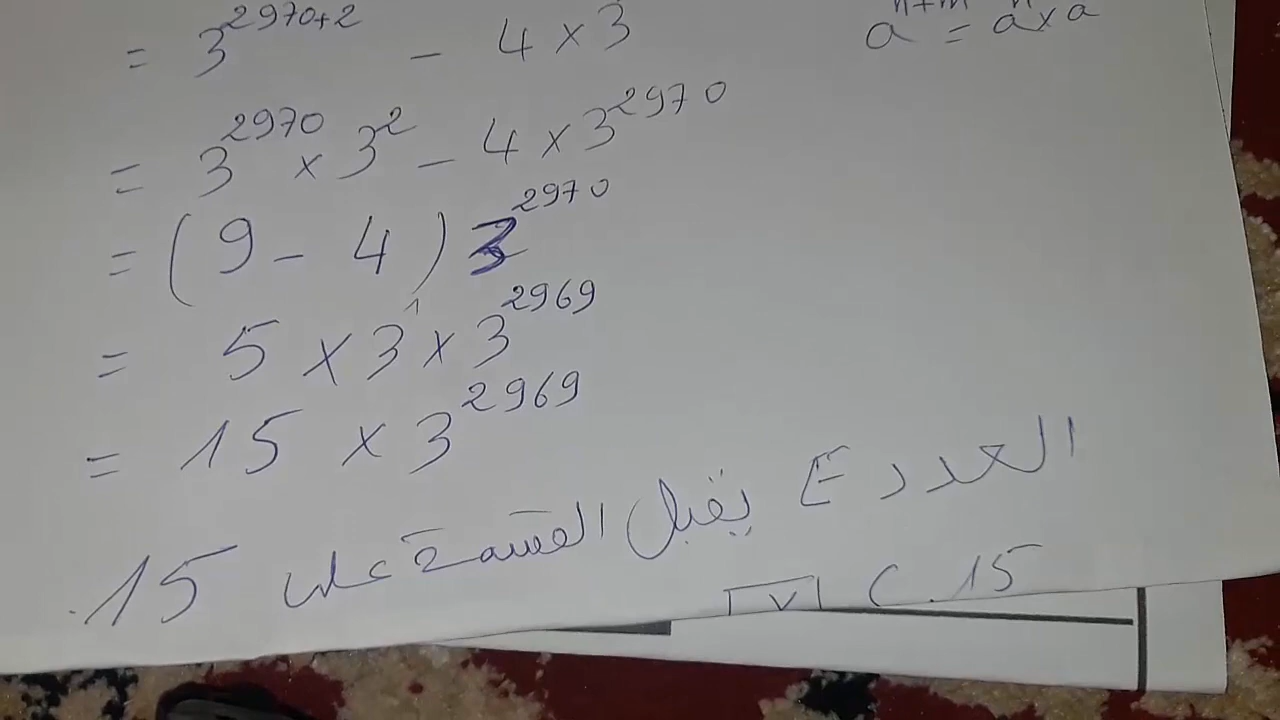 = 3^{2970+2} - 4 × 3
a^{n+m} = a^{n} × a
= 3^{2970} × 3^{2} - 4 × 3^{2970}
= (9 - 4) 3^{2970}
= 5 × 3^{1} × 3^{2969}
= 15 × 3^{2969}
العدد E يقبل القسمة على 15.
15.